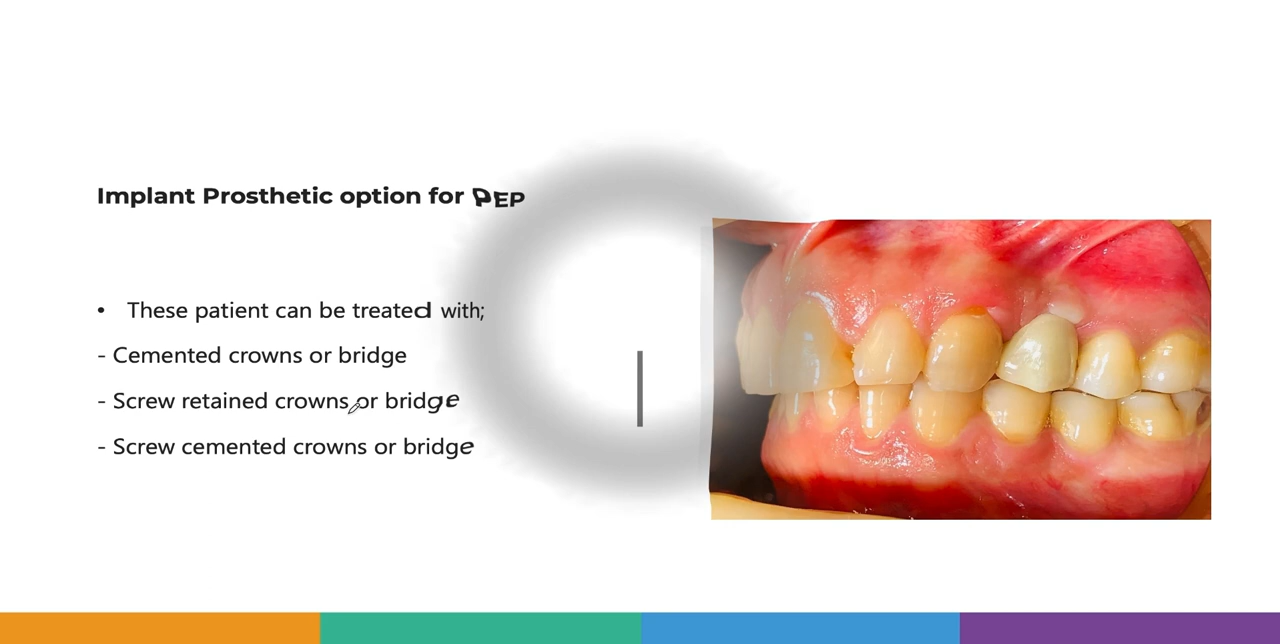 Implant Prosthetic option for PEP
• These patient can be treated with;
- Cemented crowns or bridge
- Screw retained crowns or bridge
- Screw cemented crowns or bridge